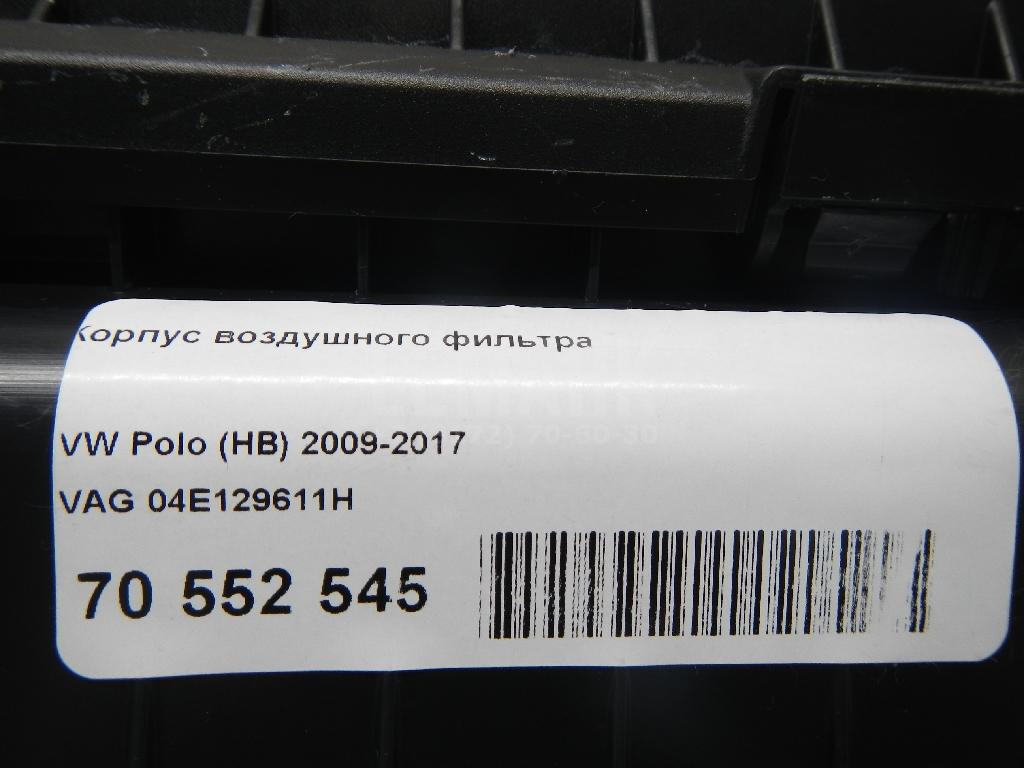 Корпус воздушного фильтра
VW Polo (HB) 2009-2017
VAG 04E129611H
70 552 545